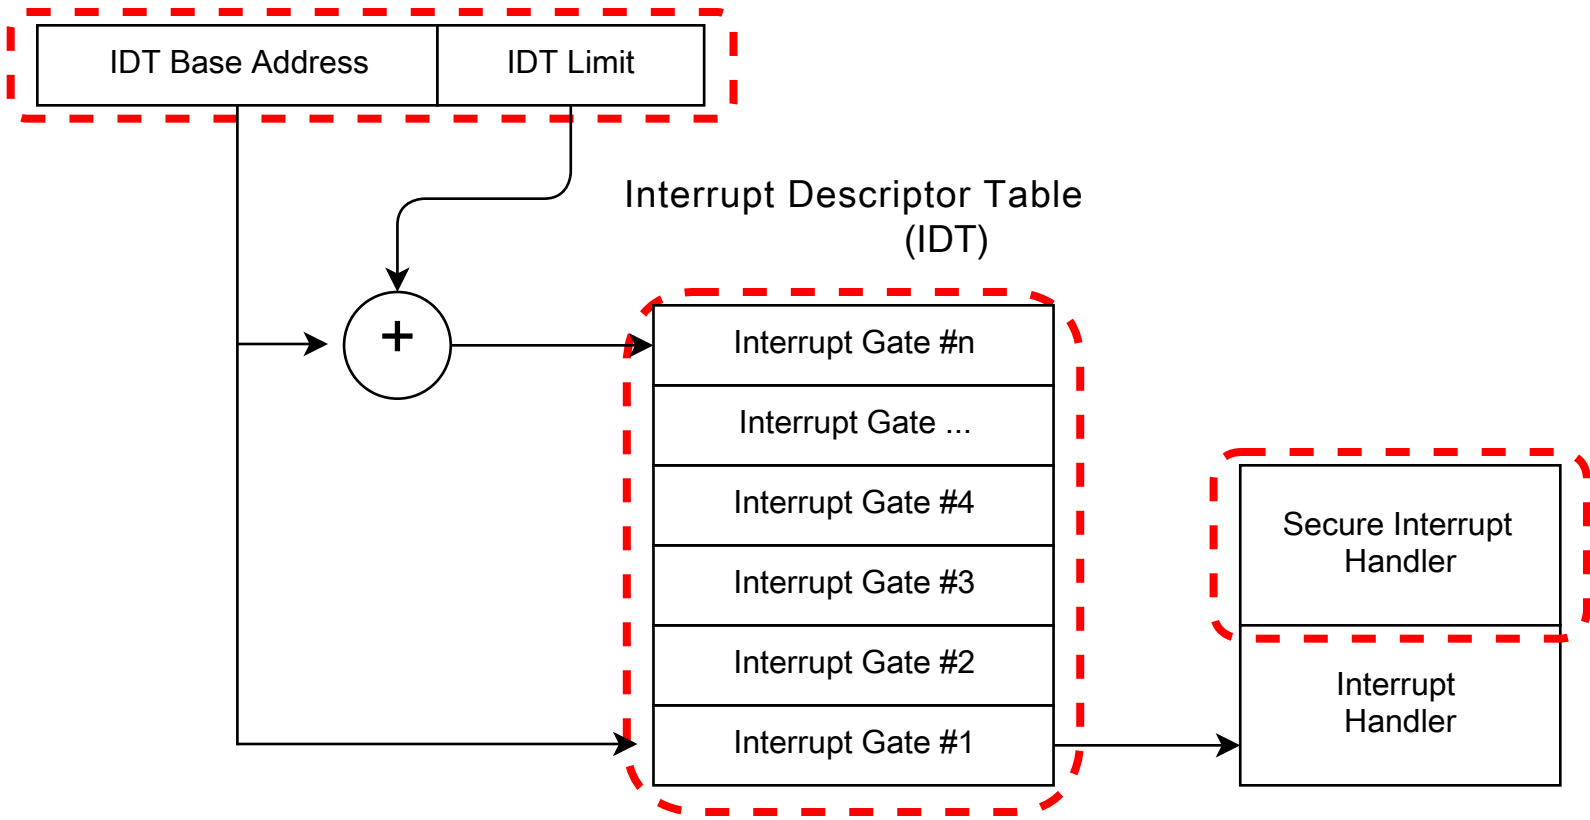 IDT Base Address
IDT Limit
Interrupt Descriptor Table
(IDT)
+
Interrupt Gate #n
Interrupt Gate ...
Interrupt Gate #4
Interrupt Gate #3
Interrupt Gate #2
Interrupt Gate #1
Secure Interrupt
Handler
Interrupt
Handler